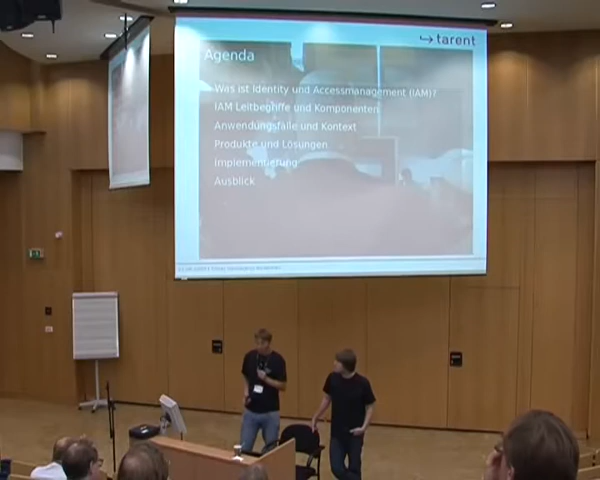 tarent
Agenda
Was ist Identity und Accessmanagement (IAM)?
IAM Leitbegriffe und Komponenten
Anwendungsfälle und Kontext
Produkte und Lösungen
Implementierung
Ausblick